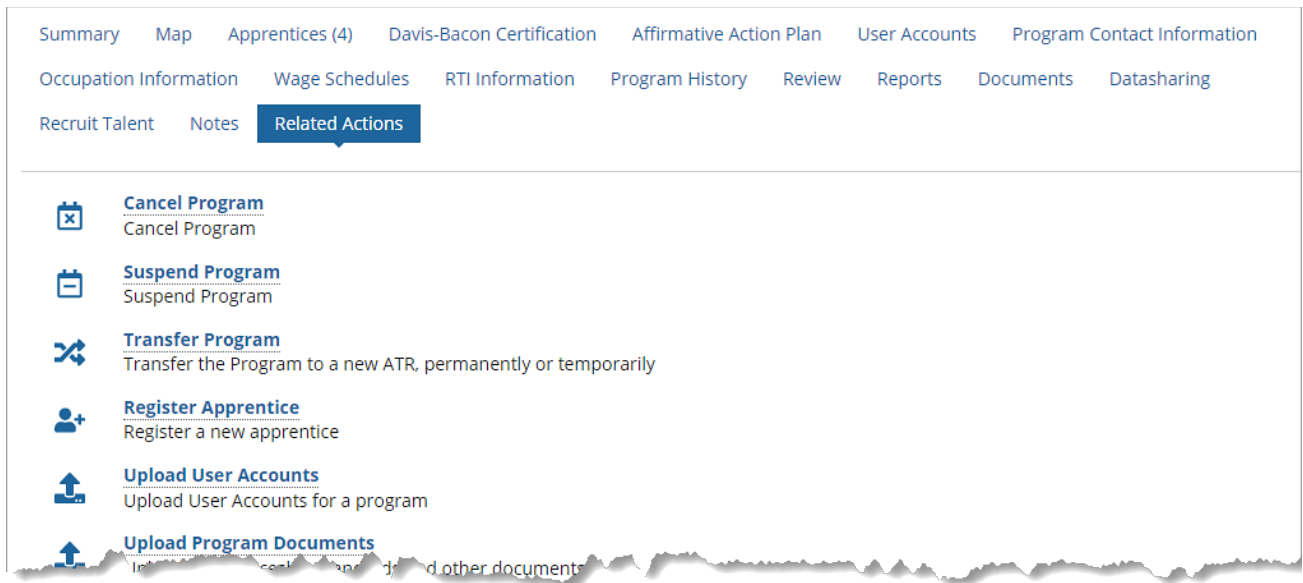 Summary Map Apprentices (4) Davis-Bacon Certification Affirmative Action Plan User Accounts Program Contact Information
Occupation Information Wage Schedules RTI Information Program History Review Reports Documents Datasharing
Recruit Talent Notes Related Actions
Cancel Program
Cancel Program
Suspend Program
Suspend Program
Transfer Program
Transfer the Program to a new ATR, permanently or temporarily
Register Apprentice
Register a new apprentice
Upload User Accounts
Upload User Accounts for a program
Upload Program Documents
other documents